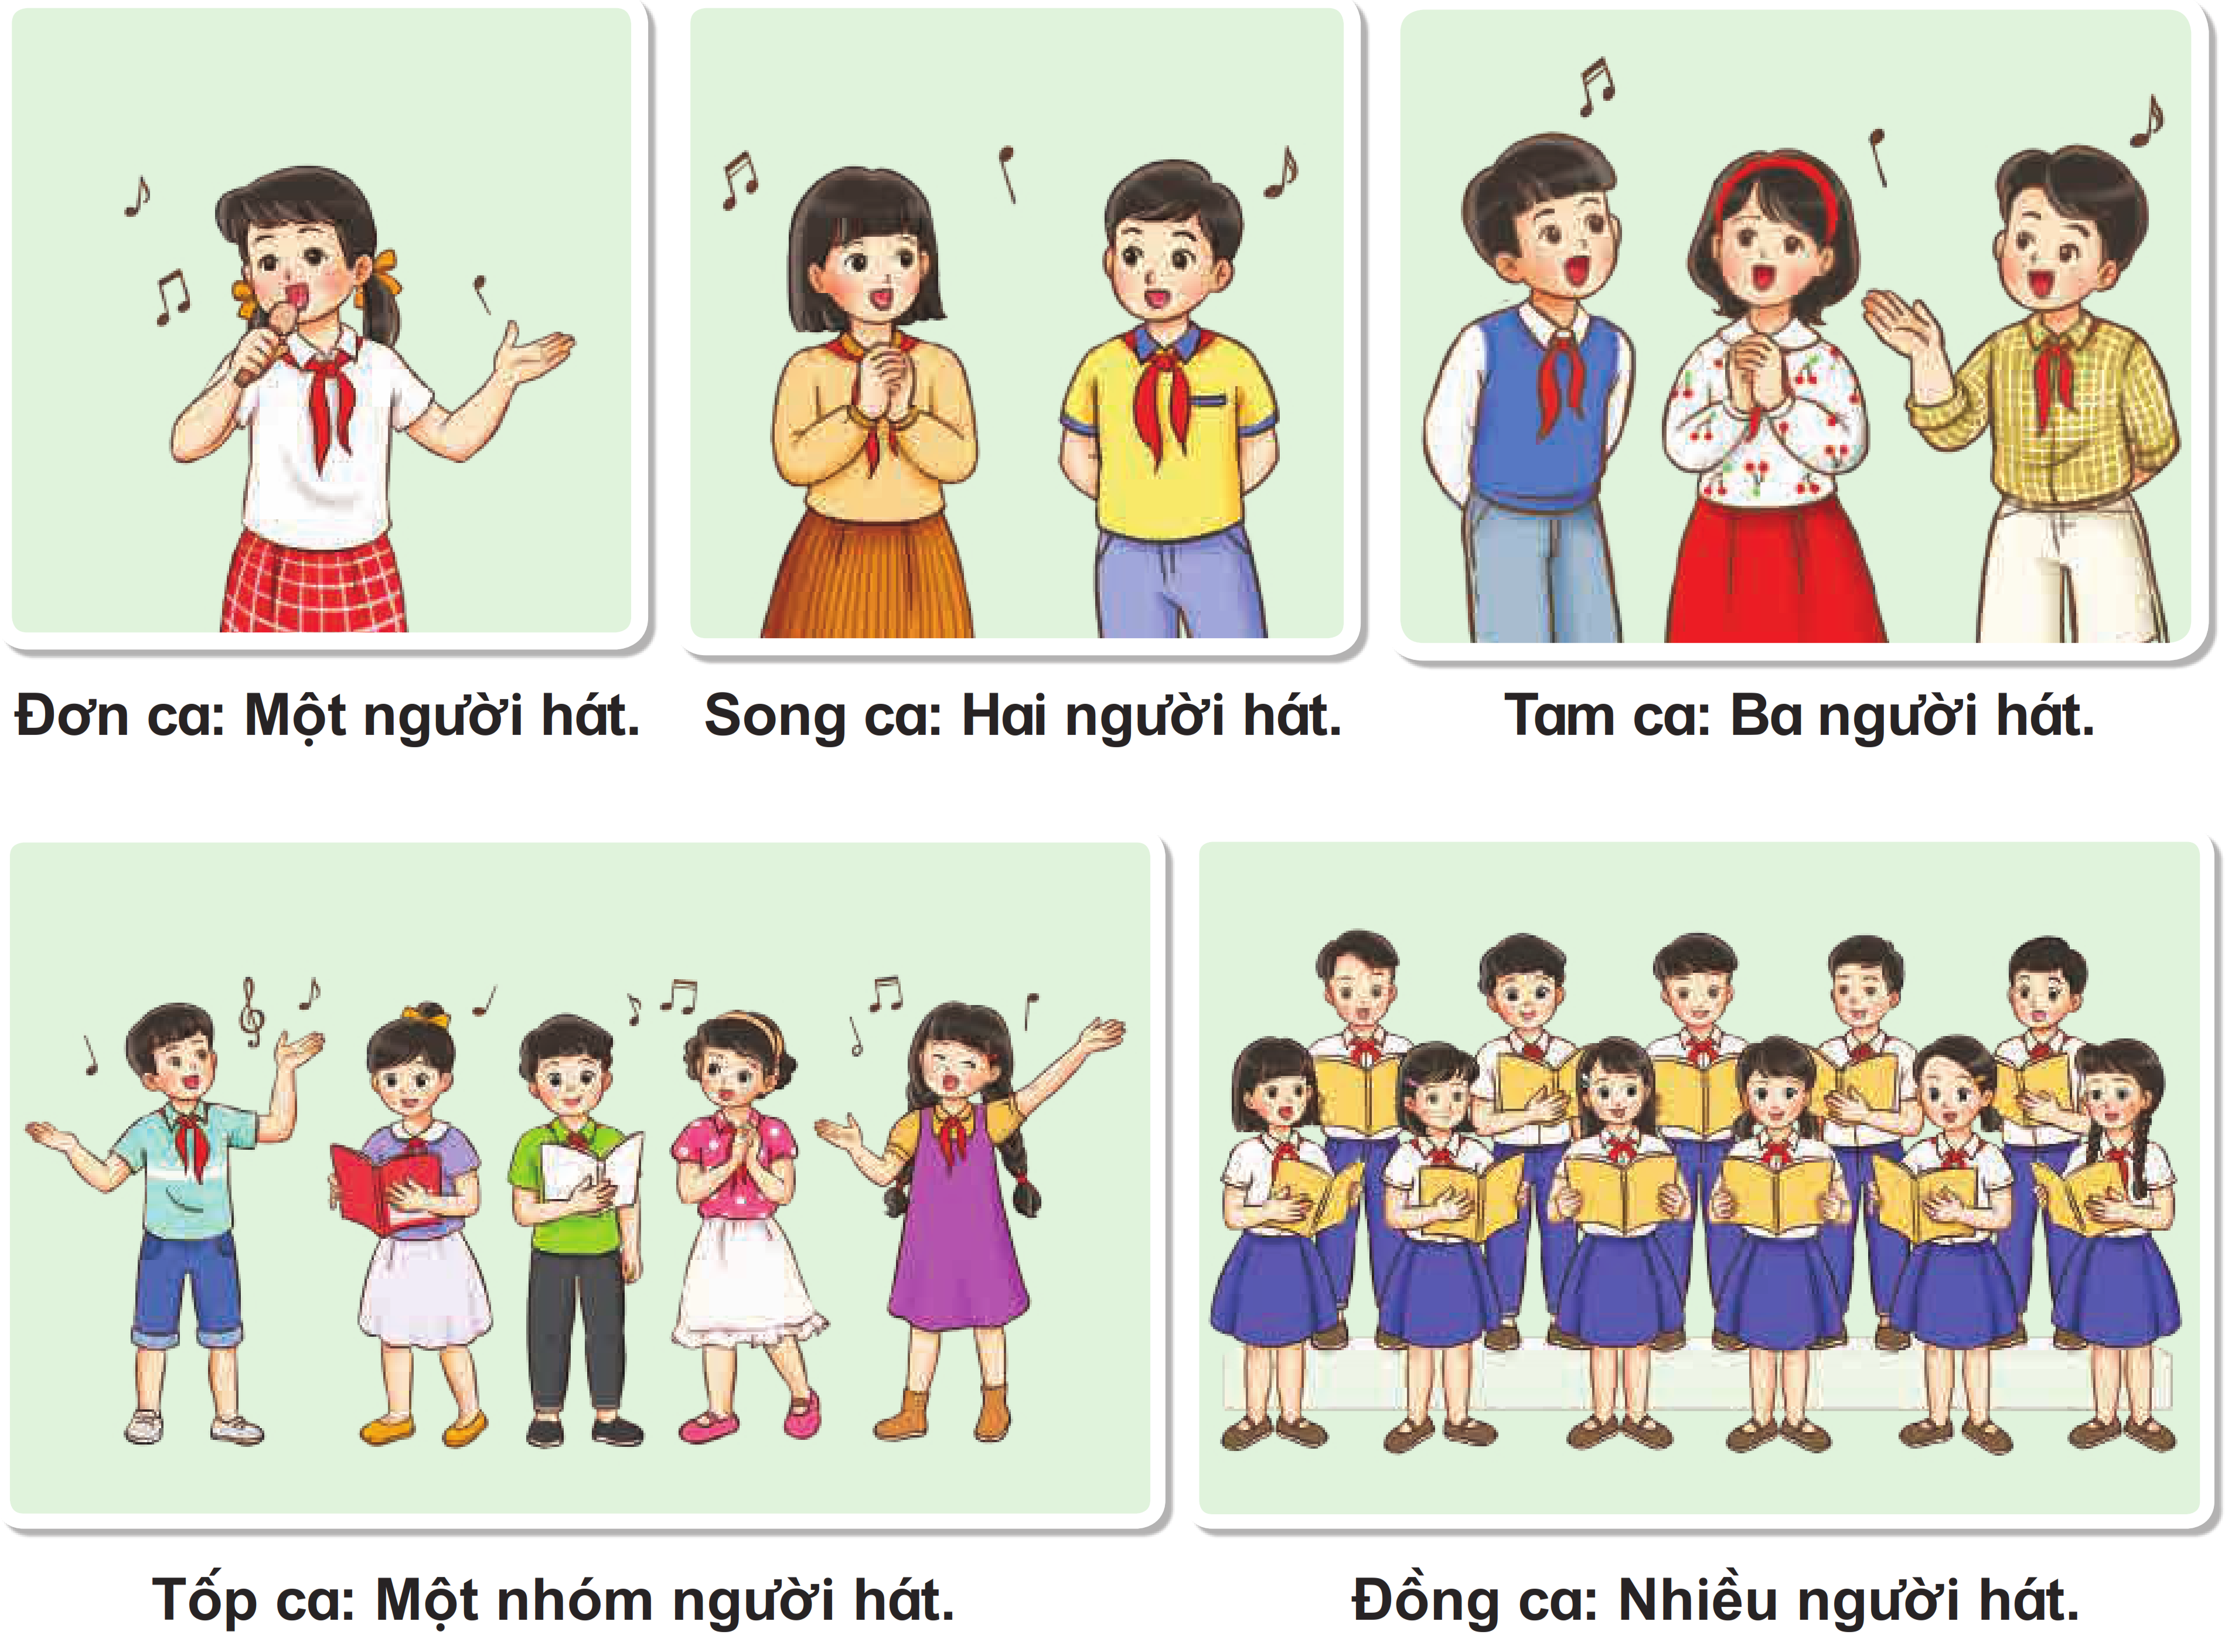 Đơn ca: Một người hát.
Song ca: Hai người hát.
Tam ca: Ba người hát.
Tốp ca: Một nhóm người hát.
Đồng ca: Nhiều người hát.